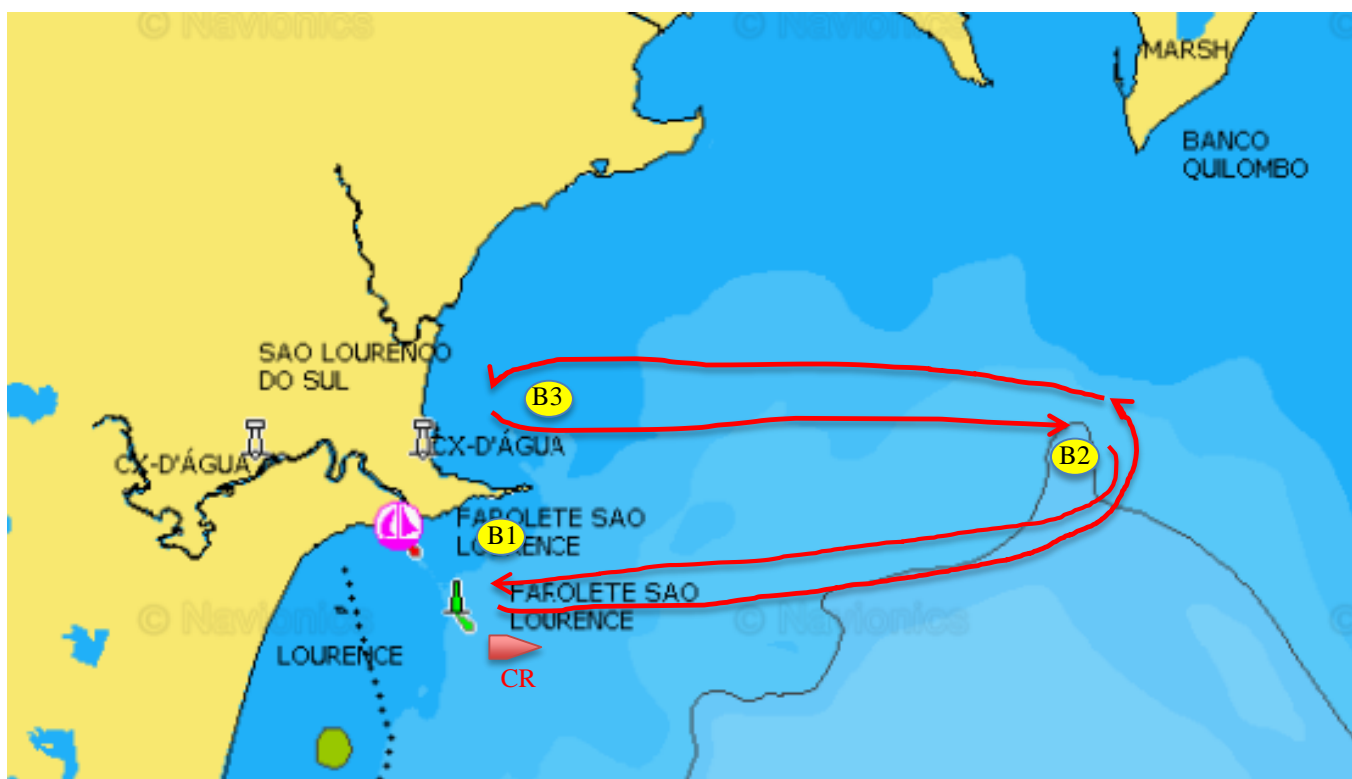 © Navionics
© Navionics
MARSH
BANCO
QUILOMBO
SAO LOURENCO
DO SUL
B3
CX-D'ÁGUA
CX-D'ÁGUA
B2
FAROLETE SAO
LOURENCE
B1
FAROLETE SAO
LOURENCE
© Navionics
© Navionics
LOURENCE
CR